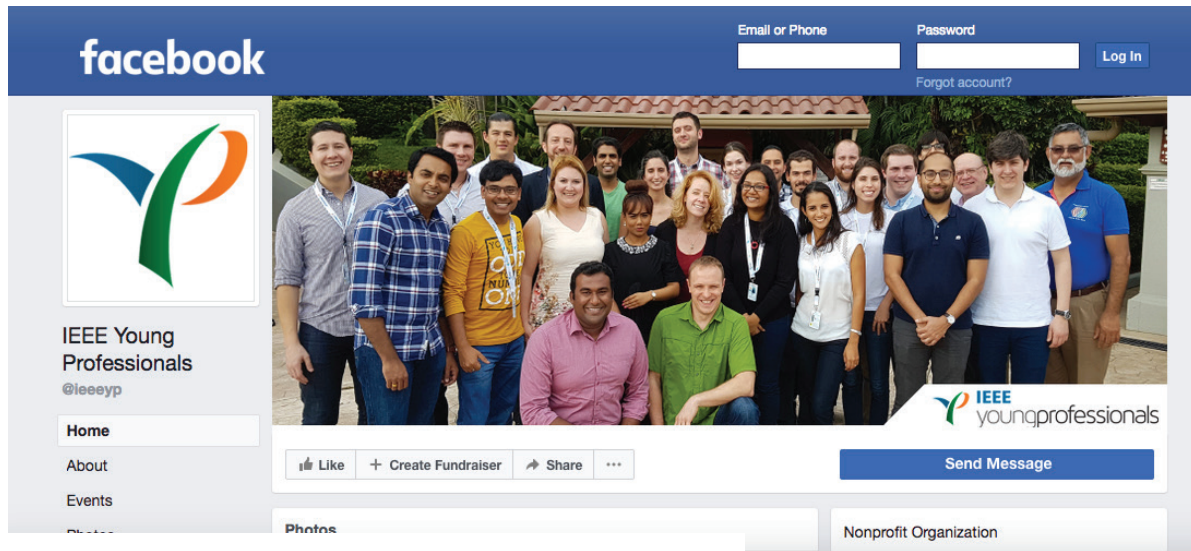 facebook
Email or Phone
Password
Log In
Forgot account?
IEEE
youngprofessionals
IEEE Young
Professionals
@ieeeyp
Home
About
Events
Photos
Like
Create Fundraiser
Share
Send Message
Photos
Nonprofit Organization